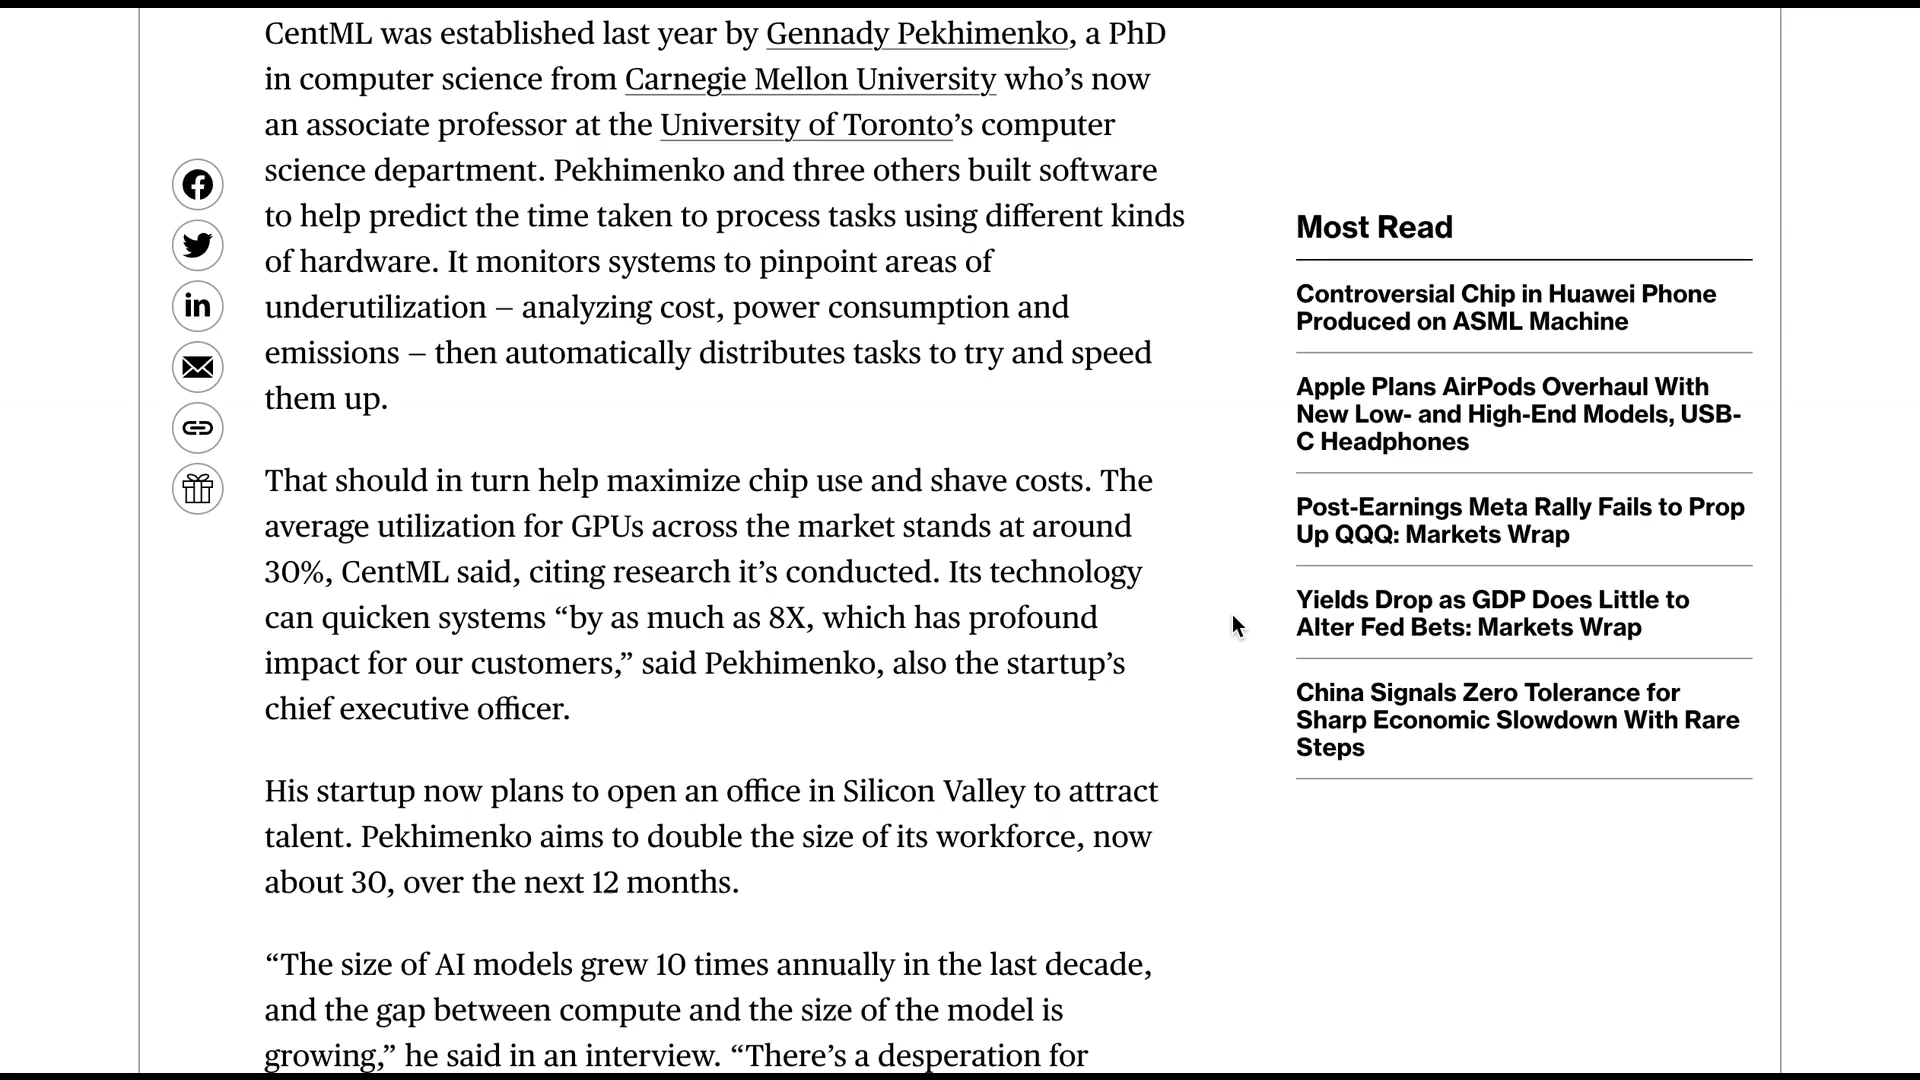 CentML was established last year by Gennady Pekhimenko, a PhD
in computer science from Carnegie Mellon University who’s now
an associate professor at the University of Toronto’s computer
science department. Pekhimenko and three others built software
to help predict the time taken to process tasks using different kinds
of hardware. It monitors systems to pinpoint areas of
underutilization – analyzing cost, power consumption and
emissions – then automatically distributes tasks to try and speed
them up.
That should in turn help maximize chip use and shave costs. The
average utilization for GPUs across the market stands at around
30%, CentML said, citing research it’s conducted. Its technology
can quicken systems “by as much as 8X, which has profound
impact for our customers,” said Pekhimenko, also the startup’s
chief executive officer.
His startup now plans to open an office in Silicon Valley to attract
talent. Pekhimenko aims to double the size of its workforce, now
about 30, over the next 12 months.
“The size of AI models grew 10 times annually in the last decade,
and the gap between compute and the size of the model is
growing,” he said in an interview. “There’s a desperation for
in
Most Read
Controversial Chip in Huawei Phone
Produced on ASML Machine
Apple Plans AirPods Overhaul With
New Low- and High-End Models, USB-
C Headphones
Post-Earnings Meta Rally Fails to Prop
Up QQQ: Markets Wrap
Yields Drop as GDP Does Little to
Alter Fed Bets: Markets Wrap
China Signals Zero Tolerance for
Sharp Economic Slowdown With Rare
Steps